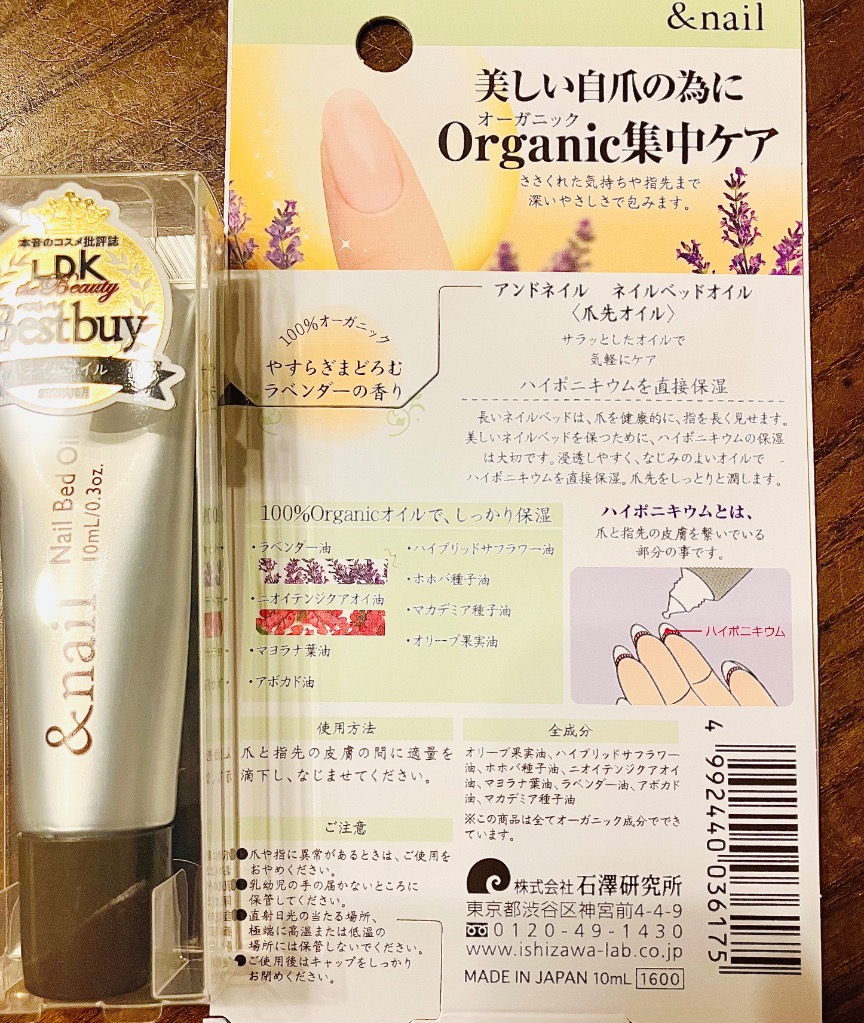 &nail
美しい自爪の為に
オーガニック
Organic集中ケア
ささくれた気持ちや指先まで
深いやさしさで包みます。
本音のコスメ批評誌
LDK
the Beauty
Bestbuy
ネイルオイル
&nail Nail Bed Oil
10mL/0.3oz.
100%オーガニック
やすらぎまどろむ
ラベンダーの香り
アンドネイル ネイルベッドオイル
〈爪先オイル〉
サラッとしたオイルで
気軽にケア
ハイポニキウムを直接保湿
長いネイルベッドは、爪を健康的に、指を長く見せます。
美しいネイルベッドを保つために、ハイポニキウムの保湿
は大切です。浸透しやすく、なじみのよいオイルで
ハイポニキウムを直接保湿。爪先をしっとりと潤します。
100%Organicオイルで、しっかり保湿
・ラベンダー油
・ニオイテンジクアオイ油
・マヨラナ葉油
・アボカド油
・ハイブリッドサフラワー油
・ホホバ種子油
・マカデミア種子油
・オリーブ果実油
ハイポニキウムとは、
爪と指先の皮膚を繋いでいる
部分の事です。
ハイポニキウム
使用方法
爪と指先の皮膚の間に適量を
滴下し、なじませてください。
ご注意
●爪や指に異常があるときは、ご使用を
おやめください。
●乳幼児の手の届かないところに
保管してください。
●直射日光の当たる場所、
極端に高温または低温の
場所には保管しないでください。
●ご使用後はキャップをしっかり
お閉めください。
全成分
オリーブ果実油、ハイブリッドサフラワー
油、ホホバ種子油、ニオイテンジクアオイ
油、マヨラナ葉油、ラベンダー油、アボカド
油、マカデミア種子油
※この商品は全てオーガニック成分ででき
ています。
株式会社 石澤研究所
東京都渋谷区神宮前4-4-9
0120-49-1430
www.ishizawa-lab.co.jp
MADE IN JAPAN 10mL 1600
4 992440 036175